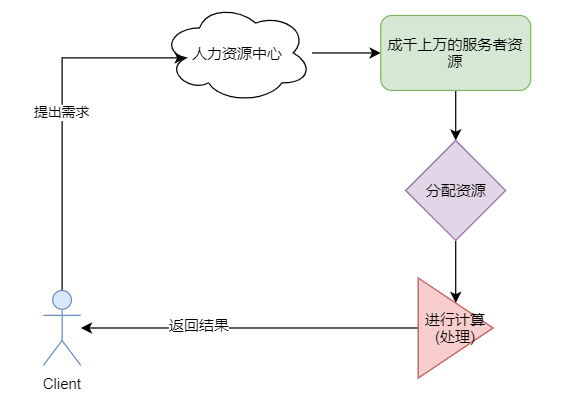 人力资源中心
成千上万的服务者资
源
提出需求
分配资源
进行计算
(处理)
返回结果
Client